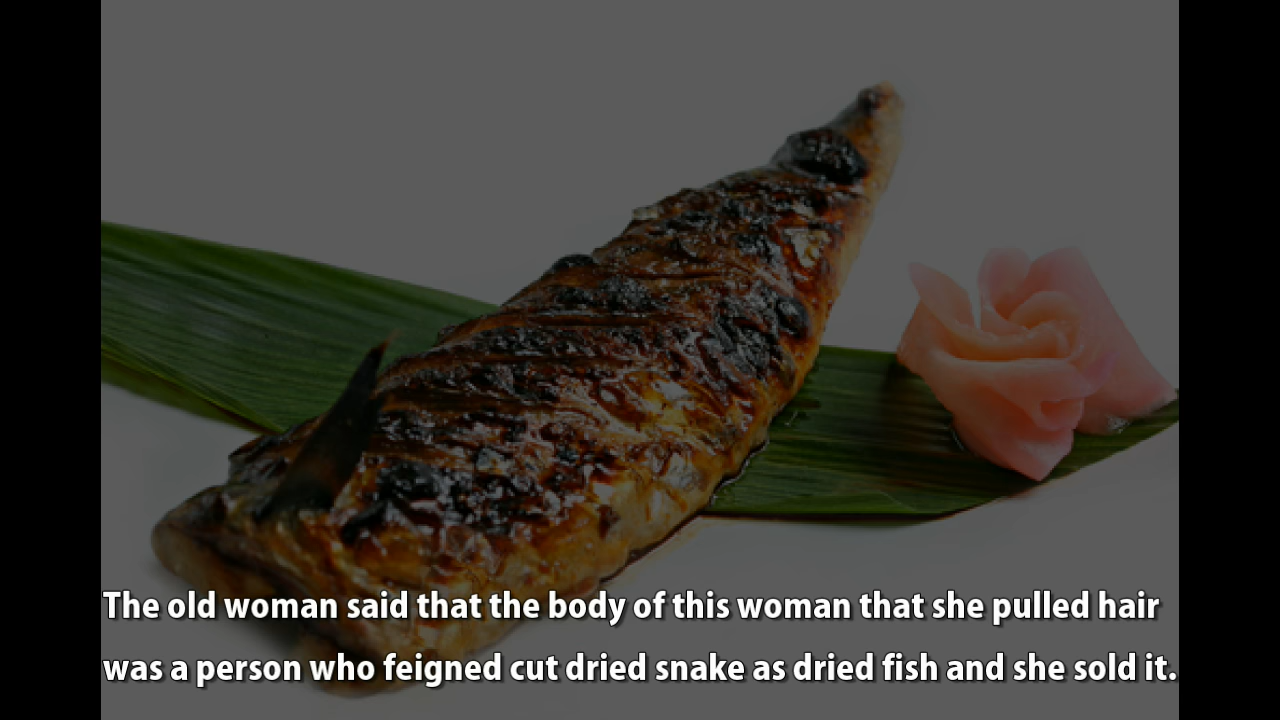 The old woman said that the body of this woman that she pulled hair
was a person who feigned cut dried snake as dried fish and she sold it.